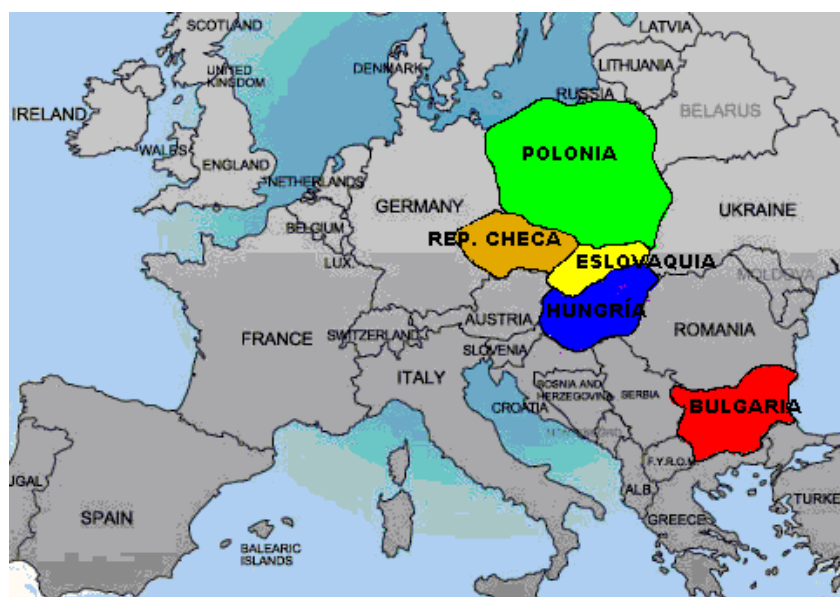 SCOTLAND
LATVIA
UNITED
KINGDOM
DENMARK
LITHUANIA
RUSSIA
IRELAND
BELARUS
WALES
ENGLAND
POLONIA
NETHERLANDS
GERMANY
UKRAINE
BELGIUM
REP. CHECA
LUX.
ESLOVAQUIA
MOLDOVA
HUNGRÍA
AUSTRIA
FRANCE
SWITZERLAND
ROMANIA
SLOVENIA
ITALY
BOSNIA AND
HERZEGOVINA
SERBIA
CROATIA
BULGARIA
MONTENEGRO
F.Y.R.O.M.
UGAL
ALB.
TURKE
SPAIN
GREECE
BALEARIC
ISLANDS